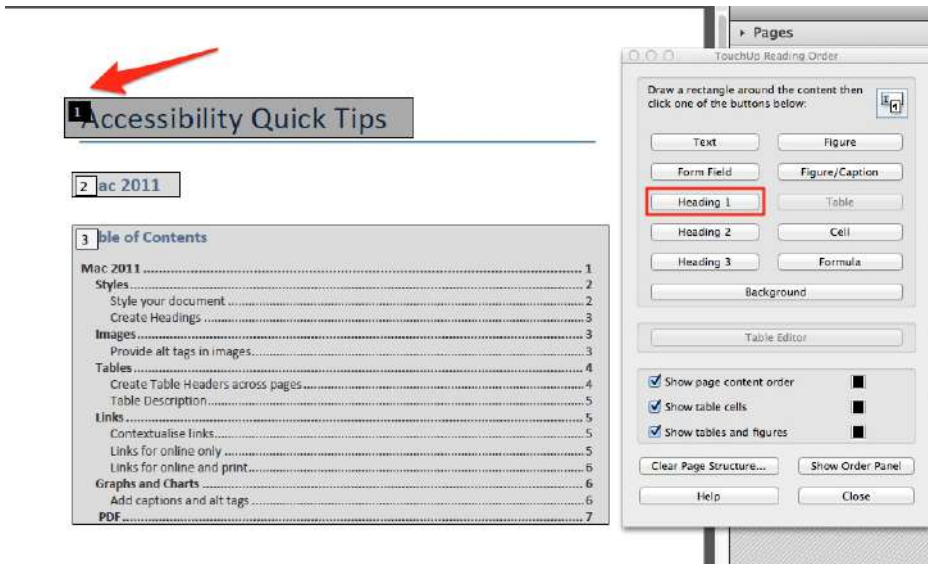 1 Accessibility Quick Tips
2 ac 2011
3 ble of Contents
Mac 2011 ........ 1
Styles ........ 2
Style your document ........ 2
Create Headings ........ 3
Images ........ 3
Provide alt tags in images ........ 3
Tables ........ 4
Create Table Headers across pages ........ 4
Table Description ........ 5
Links ........ 5
Contextualise links ........ 5
Links for online only ........ 5
Links for online and print ........ 6
Graphs and Charts ........ 6
Add captions and alt tags ........ 6
PDF ........ 7
Pages
TouchUp Reading Order
Draw a rectangle around the content then
click one of the buttons below:
Text Figure
Form Field Figure/Caption
Heading 1 Table
Heading 2 Cell
Heading 3 Formula
Background
Table Editor
Show page content order
Show table cells
Show tables and figures
Clear Page Structure... Show Order Panel
Help Close